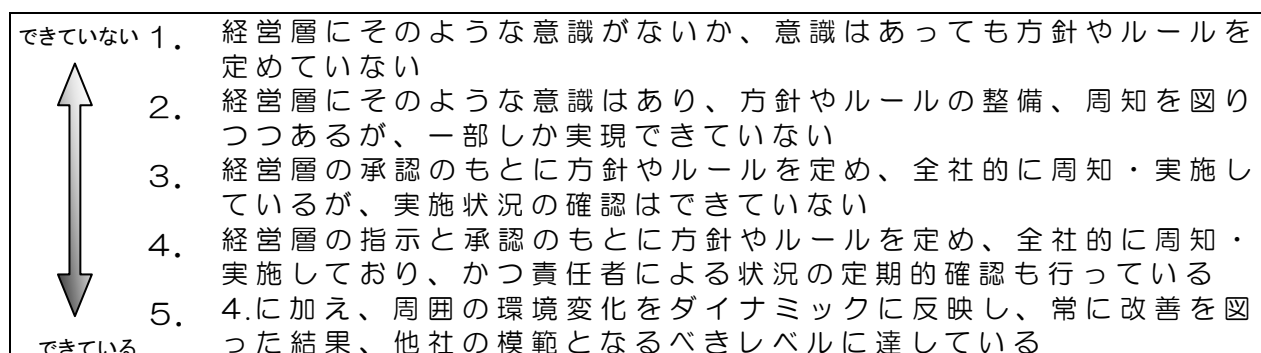 できていない 1. 経営層にそのような意識がないか、意識はあっても方針やルールを
定めていない
2. 経営層にそのような意識はあり、方針やルールの整備、周知を図り
つつあるが、一部しか実現できていない
3. 経営層の承認のもとに方針やルールを定め、全社的に周知・実施し
ているが、実施状況の確認はできていない
4. 経営層の指示と承認のもとに方針やルールを定め、全社的に周知・
実施しており、かつ責任者による状況の定期的確認も行っている
5. 4.に加え、周囲の環境変化をダイナミックに反映し、常に改善を図
できている った結果、他社の模範となるべきレベルに達している